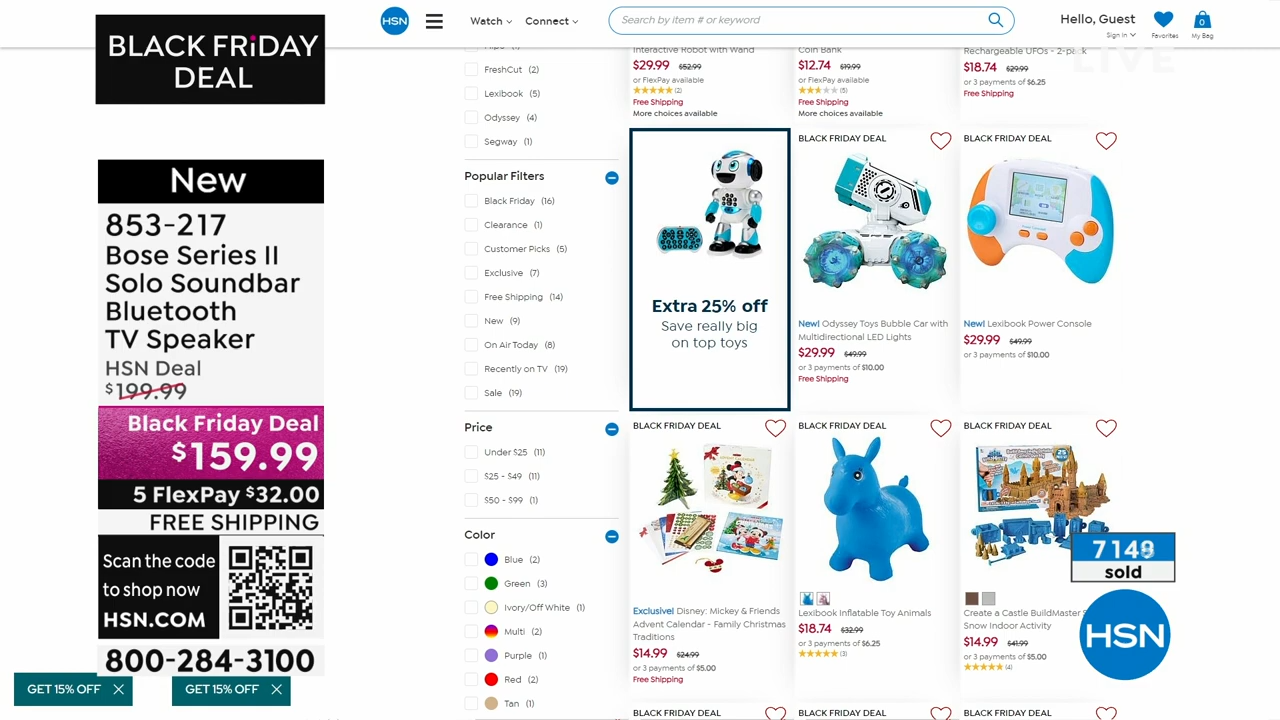 BLACK FRiDAY
DEAL
New
853-217
Bose Series II
Solo Soundbar
Bluetooth
TV Speaker
HSN Deal
$199.99
Black Friday Deal
$159.99
5 FlexPay $32.00
FREE SHIPPING
Scan the code
to shop now
HSN.COM
800-284-3100
GET 15% OFF
GET 15% OFF
HSN
Watch
Connect
Search by item # or keyword
Hello, Guest
Sign In
Favorites
0
My Bag
LIVE
FreshCut (2)
Lexibook (5)
Odyssey (4)
Segway (1)
Popular Filters
Black Friday (16)
Clearance (1)
Customer Picks (5)
Exclusive (7)
Free Shipping (14)
New (9)
On Air Today (8)
Recently on TV (19)
Sale (19)
Price
Under $25 (11)
$25 - $49 (11)
$50 - $99 (1)
Color
Blue (2)
Green (3)
Ivory/Off White (1)
Multi (2)
Purple (1)
Red (2)
Tan (1)
Interactive Robot with Wand
$29.99 $52.99
or FlexPay available
(2)
Free Shipping
More choices available
Coin Bank
$12.74 $19.99
or FlexPay available
(5)
Free Shipping
More choices available
Rechargeable UFOs - 2-pack
$18.74 $29.99
or 3 payments of $6.25
Free Shipping
Extra 25% off
Save really big
on top toys
BLACK FRIDAY DEAL
New! Odyssey Toys Bubble Car with
Multidirectional LED Lights
$29.99 $49.99
or 3 payments of $10.00
Free Shipping
BLACK FRIDAY DEAL
New! Lexibook Power Console
$29.99 $49.99
or 3 payments of $10.00
BLACK FRIDAY DEAL
Exclusive! Disney: Mickey & Friends
Advent Calendar - Family Christmas
Traditions
$14.99 $24.99
or 3 payments of $5.00
Free Shipping
BLACK FRIDAY DEAL
Lexibook Inflatable Toy Animals
$18.74 $32.99
or 3 payments of $6.25
(3)
BLACK FRIDAY DEAL
Create a Castle BuildMaster
Snow Indoor Activity
$14.99 $41.99
or 3 payments of $5.00
(4)
sold
HSN
BLACK FRIDAY DEAL
BLACK FRIDAY DEAL
BLACK FRIDAY DEAL